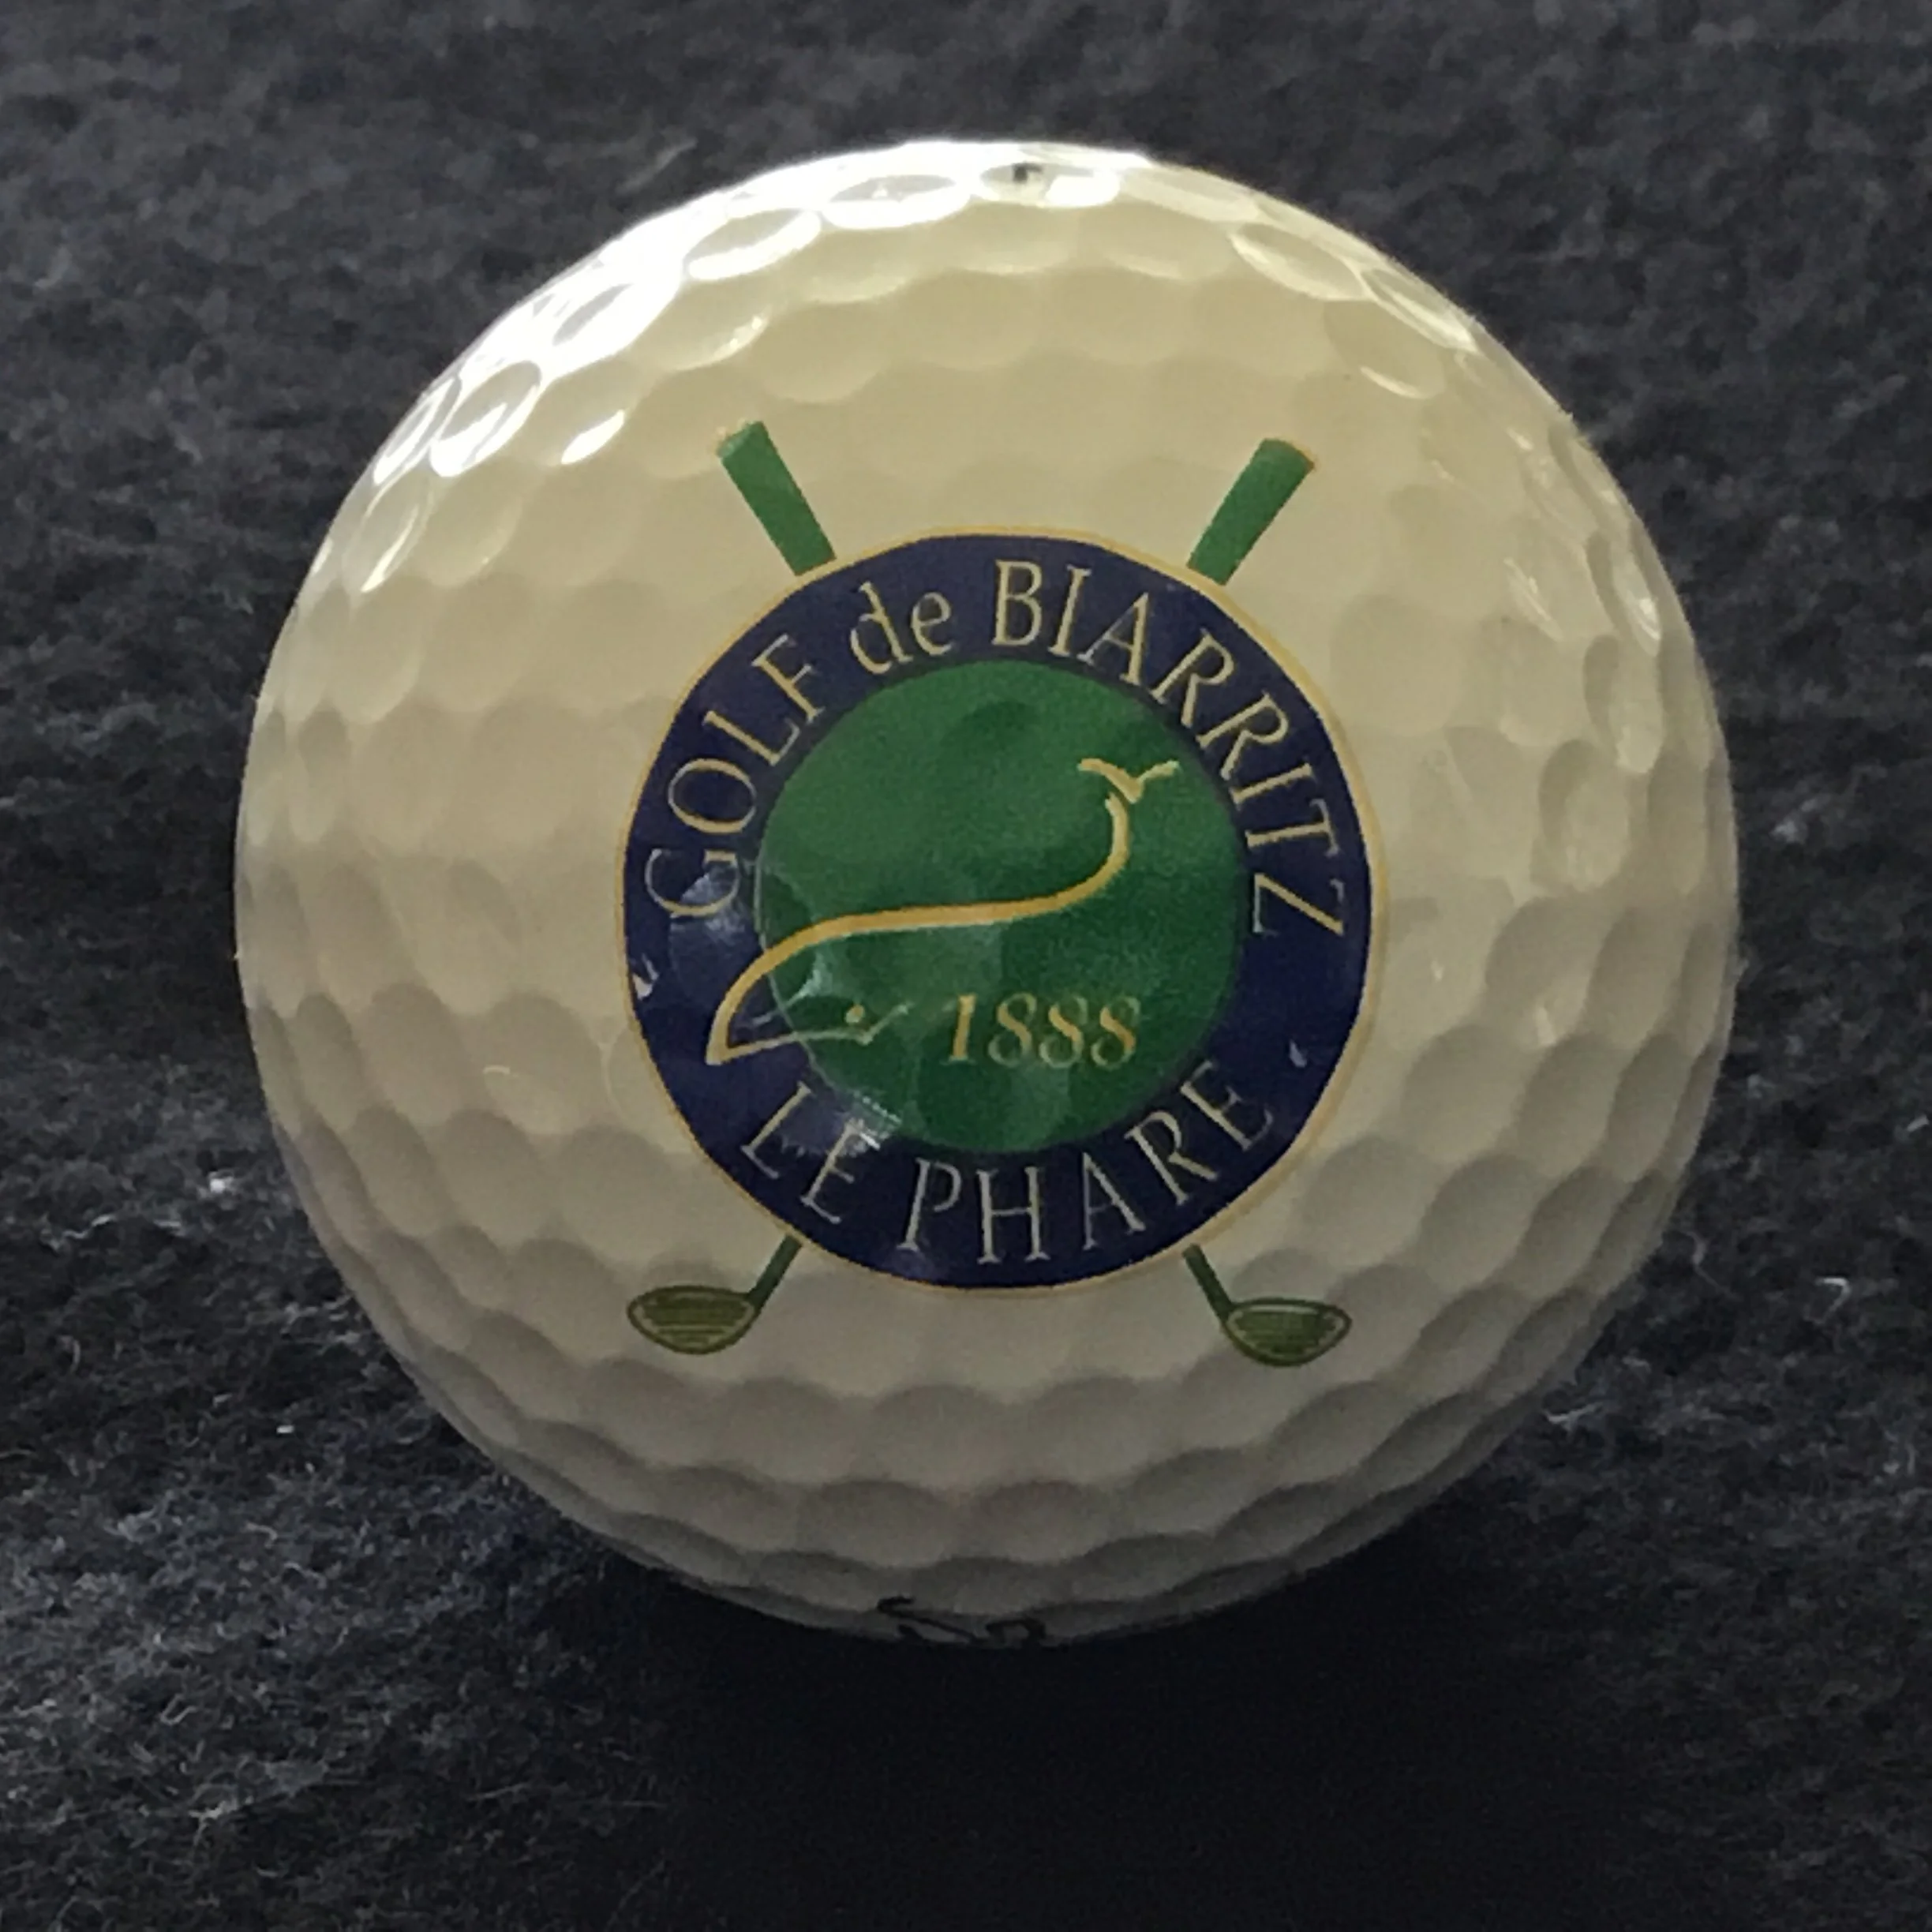 GOLF de BIARRITZ
1888
LE PHARE